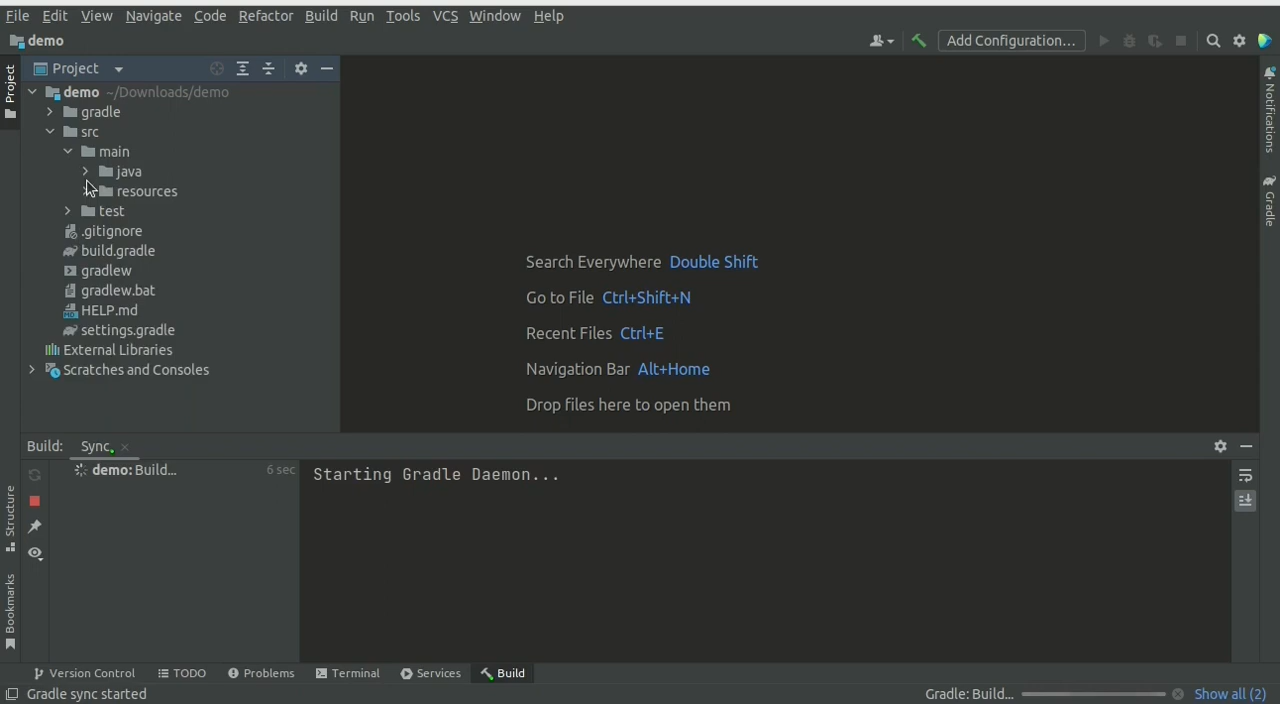 File Edit View Navigate Code Refactor Build Run Tools VCS Window Help
demo
Add Configuration...
Project
Project
demo ~/Downloads/demo
gradle
src
main
java
resources
test
.gitignore
build.gradle
gradlew
gradlew.bat
HELP.md
settings.gradle
External Libraries
Scratches and Consoles
Search Everywhere Double Shift
Go to File Ctrl+Shift+N
Recent Files Ctrl+E
Navigation Bar Alt+Home
Drop files here to open them
Notifications
Gradle
Build: Sync
demo: Build... 6 sec
Starting Gradle Daemon...
Structure
Bookmarks
Version Control TODO Problems Terminal Services Build
Gradle sync started
Gradle: Build... Show all (2)